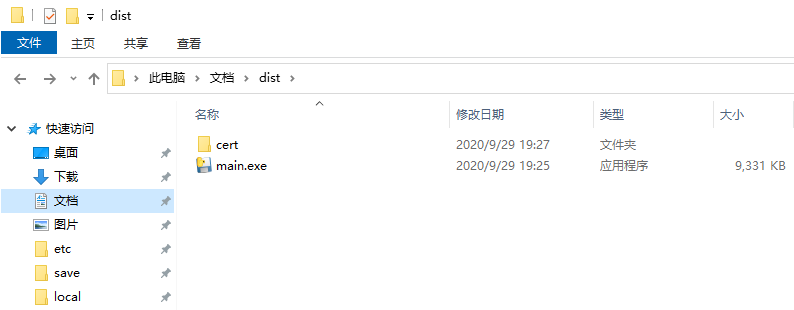 dist
文件 主页 共享 查看
此电脑 文档 dist
名称 修改日期 类型 大小
快速访问
桌面
下载
文档
图片
etc
save
local
cert 2020/9/29 19:27 文件夹
main.exe 2020/9/29 19:25 应用程序 9,331 KB